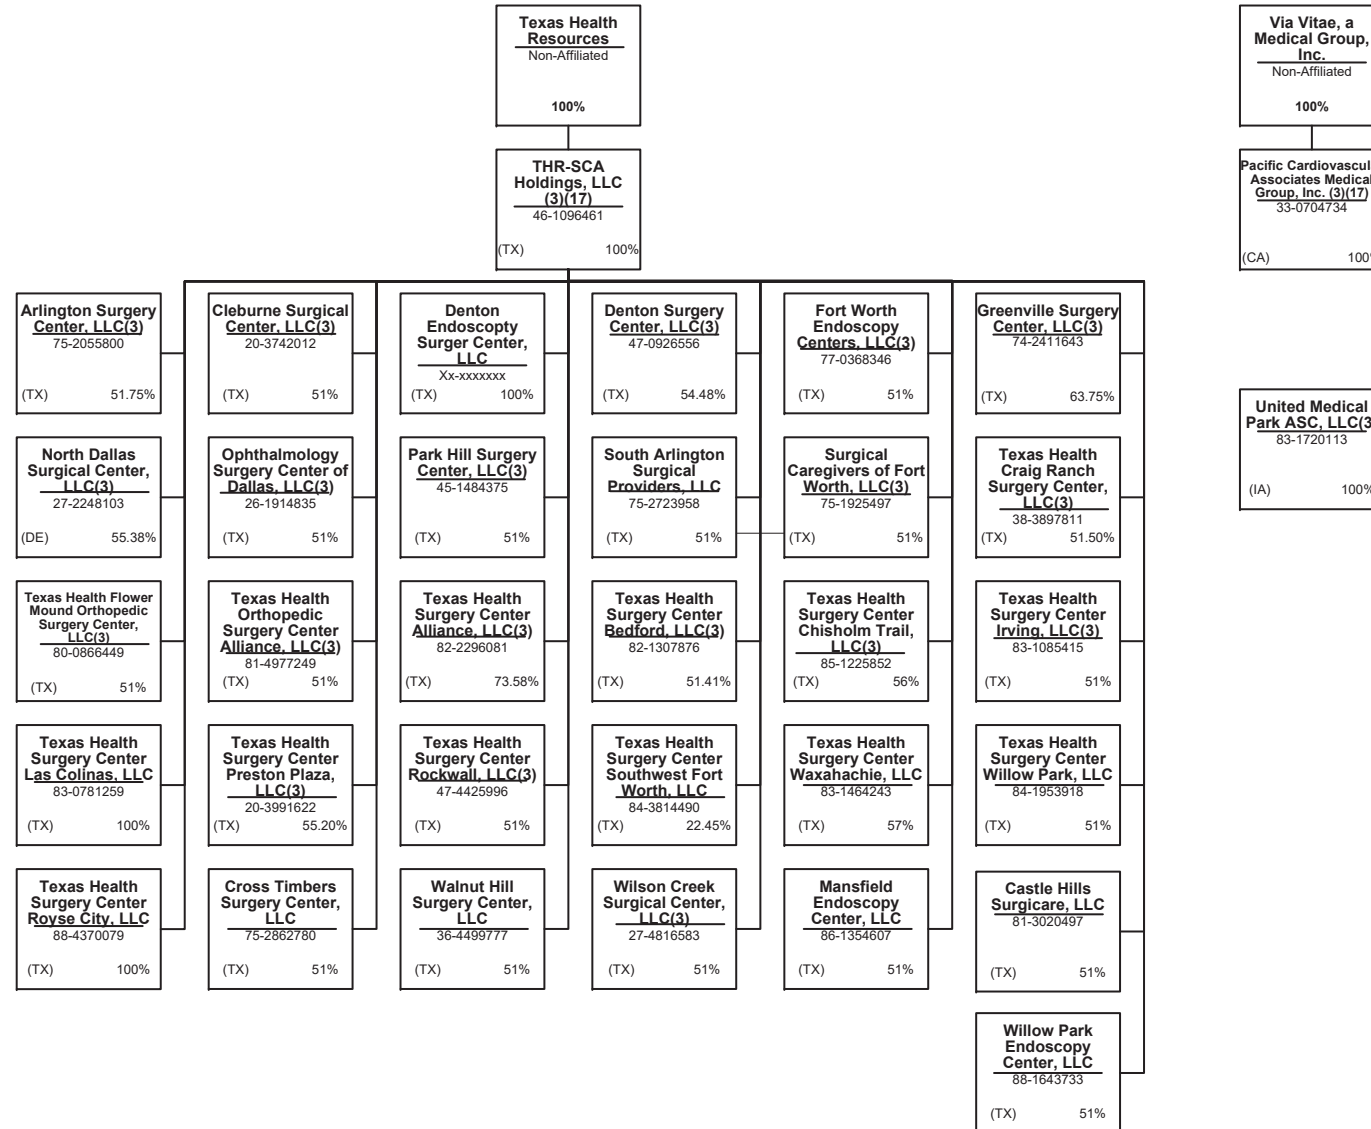 Texas Health
Resources
Non-Affiliated
100%
Via Vitae, a
Medical Group,
Inc.
Non-Affiliated
100%
THR-SCA
Holdings, LLC
(3)(17)
46-1096461
(TX) 100%
Pacific Cardiovascul
Associates Medical
Group, Inc. (3)(17)
33-0704734
(CA) 100%
Arlington Surgery
Center, LLC(3)
75-2055800
(TX) 51.75%
Cleburne Surgical
Center, LLC(3)
20-3742012
(TX) 51%
Denton
Endoscopty
Surger Center,
LLC
Xx-xxxxxxx
(TX) 100%
Denton Surgery
Center, LLC(3)
47-0926556
(TX) 54.48%
Fort Worth
Endoscopy
Centers, LLC(3)
77-0368346
(TX) 51%
Greenville Surgery
Center, LLC(3)
74-2411643
(TX) 63.75%
United Medical
Park ASC, LLC(3
83-1720113
(IA) 100%
North Dallas
Surgical Center,
LLC(3)
27-2248103
(DE) 55.38%
Ophthalmology
Surgery Center of
Dallas, LLC(3)
26-1914835
(TX) 51%
Park Hill Surgery
Center, LLC(3)
45-1484375
(TX) 51%
South Arlington
Surgical
Providers, LLC
75-2723958
(TX) 51%
Surgical
Caregivers of Fort
Worth, LLC(3)
75-1925497
(TX) 51%
Texas Health
Craig Ranch
Surgery Center,
LLC(3)
38-3897811
(TX) 51.50%
Texas Health Flower
Mound Orthopedic
Surgery Center,
LLC(3)
80-0866449
(TX) 51%
Texas Health
Orthopedic
Surgery Center
Alliance, LLC(3)
81-4977249
(TX) 51%
Texas Health
Surgery Center
Alliance, LLC(3)
82-2296081
(TX) 73.58%
Texas Health
Surgery Center
Bedford, LLC(3)
82-1307876
(TX) 51.41%
Texas Health
Surgery Center
Chisholm Trail,
LLC(3)
85-1225852
(TX) 56%
Texas Health
Surgery Center
Irving, LLC(3)
83-1085415
(TX) 51%
Texas Health
Surgery Center
Las Colinas, LLC
83-0781259
(TX) 100%
Texas Health
Surgery Center
Preston Plaza,
LLC(3)
20-3991622
(TX) 55.20%
Texas Health
Surgery Center
Rockwall, LLC(3)
47-4425996
(TX) 51%
Texas Health
Surgery Center
Southwest Fort
Worth, LLC
84-3814490
(TX) 22.45%
Texas Health
Surgery Center
Waxahachie, LLC
83-1464243
(TX) 57%
Texas Health
Surgery Center
Willow Park, LLC
84-1953918
(TX) 51%
Texas Health
Surgery Center
Royse City, LLC
88-4370079
(TX) 100%
Cross Timbers
Surgery Center,
LLC
75-2862780
(TX) 51%
Walnut Hill
Surgery Center,
LLC
36-4499777
(TX) 51%
Wilson Creek
Surgical Center,
LLC(3)
27-4816583
(TX) 51%
Mansfield
Endoscopy
Center, LLC
86-1354607
(TX) 51%
Castle Hills
Surgicare, LLC
81-3020497
(TX) 51%
Willow Park
Endoscopy
Center, LLC
88-1643733
(TX) 51%